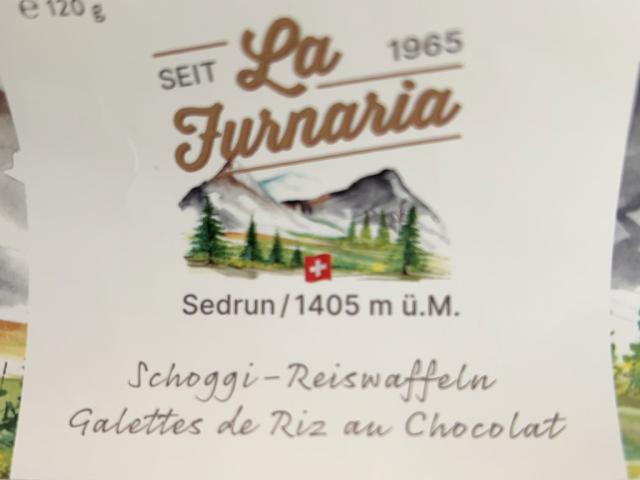 ℮ 120 g
SEIT La 1965
Furnaria
Sedrun/1405 m ü.M.
Schoggi-Reiswaffeln
Galettes de Riz au Chocolat